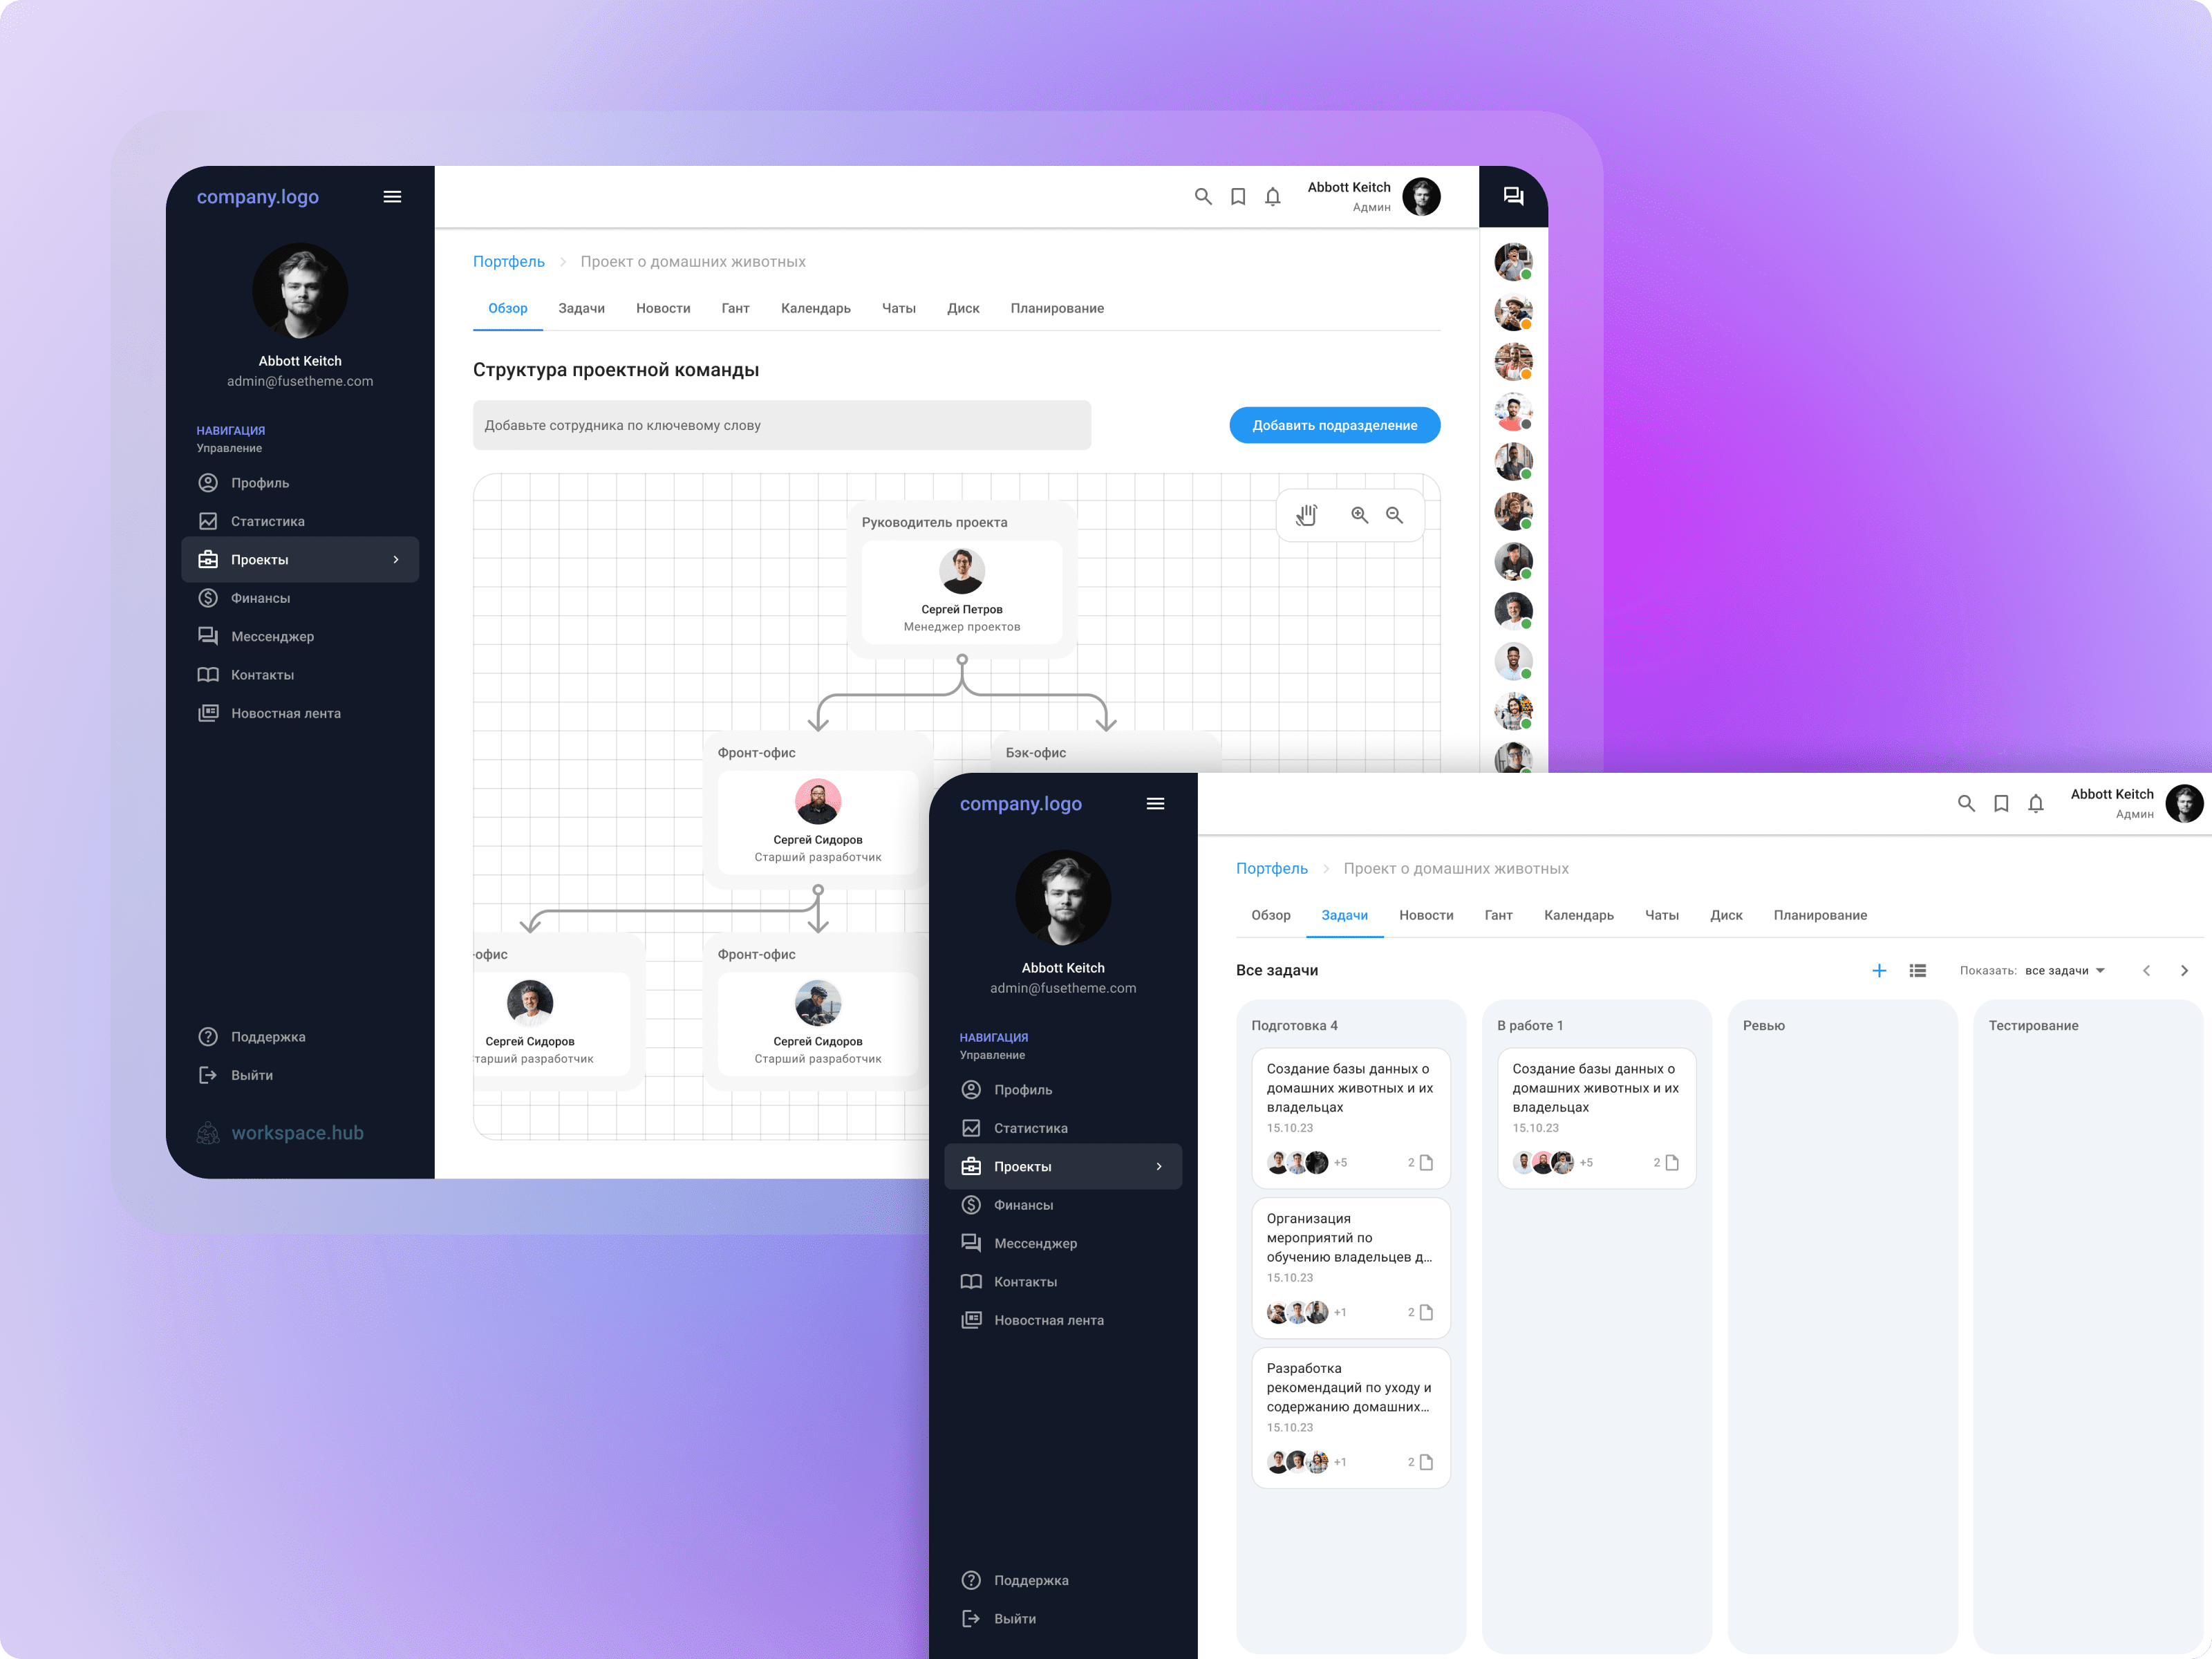 company.logo
Abbott Keitch
admin@fusetheme.com
НАВИГАЦИЯ
Управление
Профиль
Статистика
Проекты
Финансы
Мессенджер
Контакты
Новостная лента
Поддержка
Выйти
workspace.hub
Abbott Keitch
Админ
Портфель
Проект о домашних животных
Обзор Задачи Новости Гант Календарь Чаты Диск Планирование
Структура проектной команды
Добавьте сотрудника по ключевому слову
Добавить подразделение
Руководитель проекта
Сергей Петров
Менеджер проектов
Фронт-офис
Сергей Сидоров
Старший разработчик
Бэк-офис
-офис
Сергей Сидоров
тарший разработчик
Фронт-офис
Сергей Сидоров
Старший разработчик
company.logo
Abbott Keitch
admin@fusetheme.com
НАВИГАЦИЯ
Управление
Профиль
Статистика
Проекты
Финансы
Мессенджер
Контакты
Новостная лента
Поддержка
Выйти
Abbott Keitch
Админ
Портфель
Проект о домашних животных
Обзор Задачи Новости Гант Календарь Чаты Диск Планирование
Все задачи
Показать: все задачи
Подготовка 4
Создание базы данных о
домашних животных и их
владельцах
15.10.23
+5 2
Организация
мероприятий по
обучению владельцев д...
15.10.23
+1 2
Разработка
рекомендаций по уходу и
содержанию домашних...
15.10.23
+1 2
В работе 1
Создание базы данных о
домашних животных и их
владельцах
15.10.23
+5 2
Ревью
Тестирование